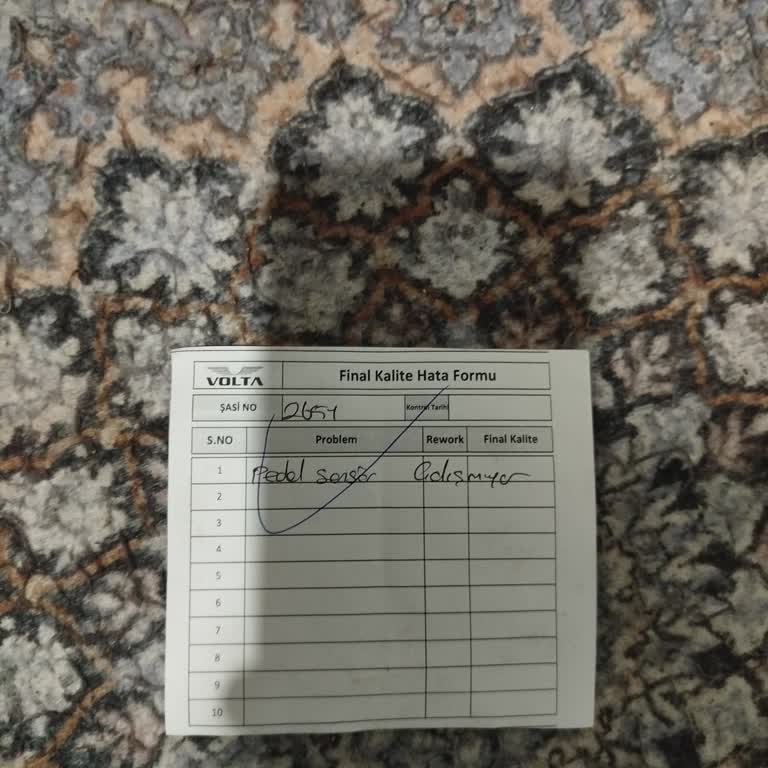 VOLTA Final Kalite Hata Formu
ŞASİ NO 2654 Kontrol Tarihi
S.NO Problem Rework Final Kalite
1 Pedal sensör Çalışmıyor
2
3
4
5
6
7
8
9
10